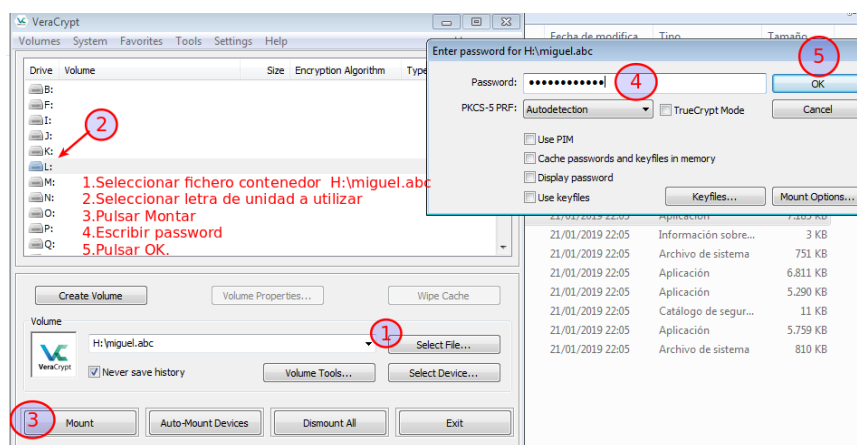 VeraCrypt
Volumes System Favorites Tools Settings Help
Drive Volume Size Encryption Algorithm Type
B:
F:
I:
J:
K:
L:
M:
N:
O:
P:
Q:
2
1.Seleccionar fichero contenedor H:\miguel.abc
2.Seleccionar letra de unidad a utilizar
3.Pulsar Montar
4.Escribir password
5.Pulsar OK.
Create Volume Volume Properties... Wipe Cache
Volume
H:\miguel.abc 1 Select File...
VeraCrypt Never save history Volume Tools... Select Device...
3 Mount Auto-Mount Devices Dismount All Exit
Fecha de modifica... Tipo Tamaño
Enter password for H:\miguel.abc
5
Password: ●●●●●●●●●●●● 4 OK
PKCS-5 PRF: Autodetection TrueCrypt Mode Cancel
Use PIM
Cache passwords and keyfiles in memory
Display password
Use keyfiles Keyfiles... Mount Options...
21/01/2019 22:05 Aplicación 7.185 KB
21/01/2019 22:05 Información sobre... 3 KB
21/01/2019 22:05 Archivo de sistema 751 KB
21/01/2019 22:05 Aplicación 6.811 KB
21/01/2019 22:05 Aplicación 5.290 KB
21/01/2019 22:05 Catálogo de segur... 11 KB
21/01/2019 22:05 Aplicación 5.759 KB
21/01/2019 22:05 Archivo de sistema 810 KB